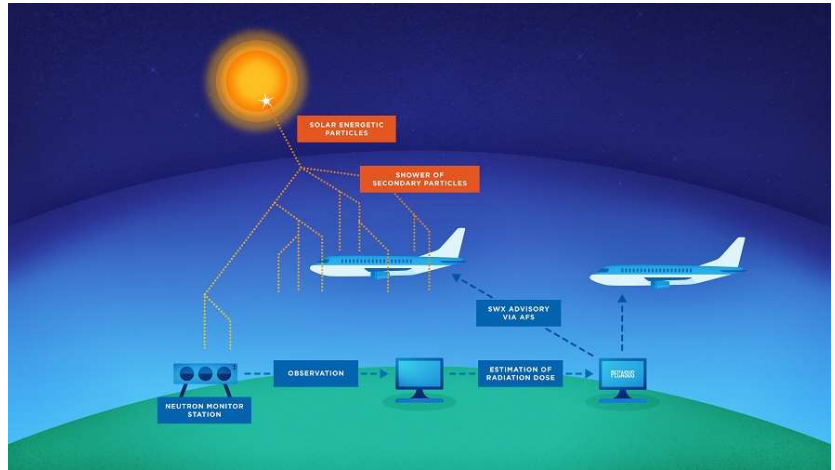 SOLAR ENERGETIC
PARTICLES
SHOWER OF
SECONDARY PARTICLES
SWX ADVISORY
VIA AFS
OBSERVATION
ESTIMATION OF
RADIATION DOSE
PECASUS
NEUTRON MONITOR
STATION